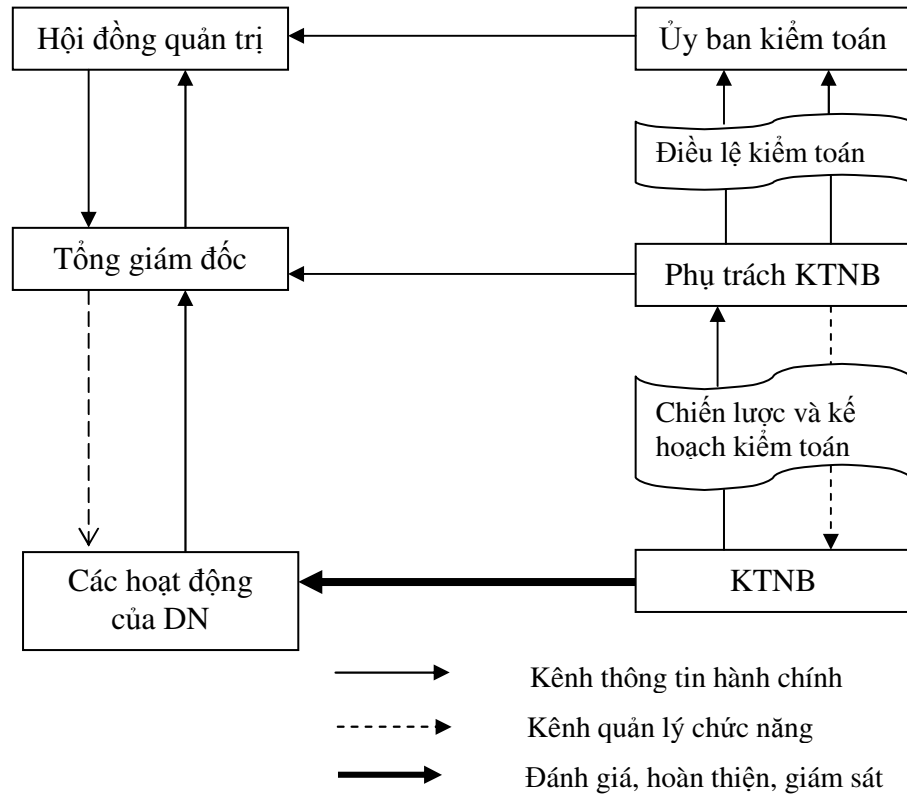 Hội đồng quản trị
Ủy ban kiểm toán
Điều lệ kiểm toán
Tổng giám đốc
Phụ trách KTNB
Chiến lược và kế
hoạch kiểm toán
Các hoạt động
của DN
KTNB
Kênh thông tin hành chính
Kênh quản lý chức năng
Đánh giá, hoàn thiện, giám sát